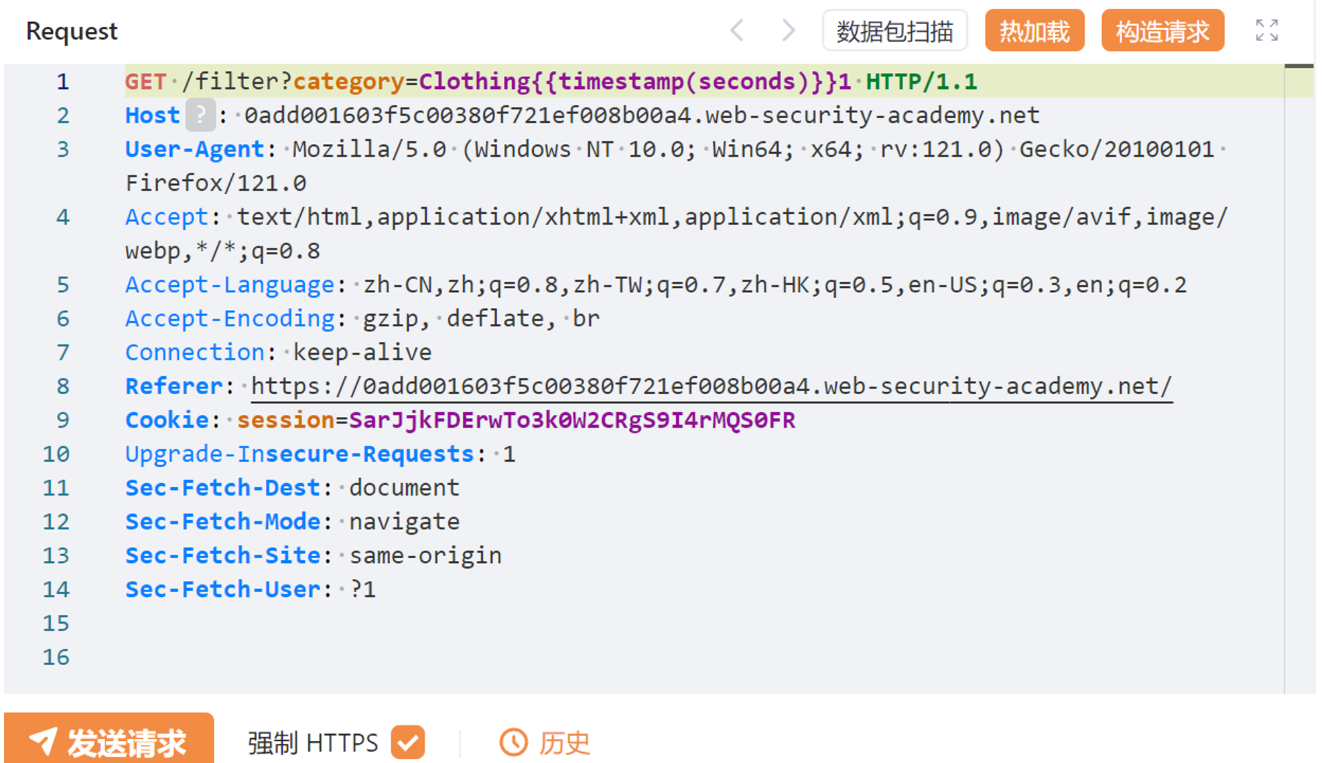 Request
数据包扫描
热加载
构造请求
1 GET /filter?category=Clothing{{timestamp(seconds)}}1 HTTP/1.1
2 Host ? : 0add001603f5c00380f721ef008b00a4.web-security-academy.net
3 User-Agent: Mozilla/5.0 (Windows NT 10.0; Win64; x64; rv:121.0) Gecko/20100101
Firefox/121.0
4 Accept: text/html,application/xhtml+xml,application/xml;q=0.9,image/avif,image/
webp,*/*;q=0.8
5 Accept-Language: zh-CN,zh;q=0.8,zh-TW;q=0.7,zh-HK;q=0.5,en-US;q=0.3,en;q=0.2
6 Accept-Encoding: gzip, deflate, br
7 Connection: keep-alive
8 Referer: https://0add001603f5c00380f721ef008b00a4.web-security-academy.net/
9 Cookie: session=SarJjkFDErwTo3k0W2CRgS9I4rMQS0FR
10 Upgrade-Insecure-Requests: 1
11 Sec-Fetch-Dest: document
12 Sec-Fetch-Mode: navigate
13 Sec-Fetch-Site: same-origin
14 Sec-Fetch-User: ?1
15
16
发送请求
强制 HTTPS
历史